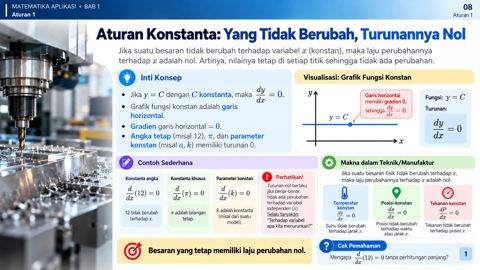 MATEMATIKA APLIKASI • BAB 1
Aturan 1
08
Aturan 1
Aturan Konstanta: Yang Tidak Berubah, Turunannya Nol
Jika suatu besaran tidak berubah terhadap variabel x (konstan), maka laju perubahannya
terhadap x adalah nol. Artinya, nilainya tetap di setiap titik sehingga tidak ada perubahan.
Inti Konsep
• Jika y = C dengan C konstanta, maka dy/dx = 0.
• Grafik fungsi konstan adalah garis
horizontal.
• Gradien garis horizontal = 0.
• Angka tetap (misal 12), π, dan parameter
konstan (misal a, k) memiliki turunan 0.
Visualisasi: Grafik Fungsi Konstan
y
y = C
x
Garis horizontal
memiliki gradien 0,
sehingga dy/dx = 0
Fungsi: y = C
Turunan:
dy/dx = 0
Contoh Sederhana
Konstanta angka
d/dx (12) = 0
12 tidak berubah
terhadap x.
Konstanta khusus
d/dx (π) = 0
π adalah bilangan
tetap.
Parameter konstan
d/dx (k) = 0
k adalah konstanta
(misal dari suatu
model).
Perhatikan!
Turunan nol berlaku
jika benar-benar
tidak ada perubahan
terhadap variabel
independen (x).
Selalu tanyakan:
"Terhadap variabel
apa kita menurunkan?"
Makna dalam Teknik/Manufaktur
Jika suatu besaran fisik tidak berubah terhadap x,
maka laju perubahannya terhadap x adalah nol.
Temperatur
konstan
Suhu tidak berubah
terhadap jarak x.
Posisi konstan
Posisi tidak berubah
terhadap waktu
atau jarak x.
Tekanan konstan
dP/dx = 0
Tekanan tidak berubah
terhadap posisi x.
Besaran yang tetap memiliki laju perubahan nol.
Cek Pemahaman
Mengapa d/dx (12) = 0 tanpa perhitungan panjang?
1